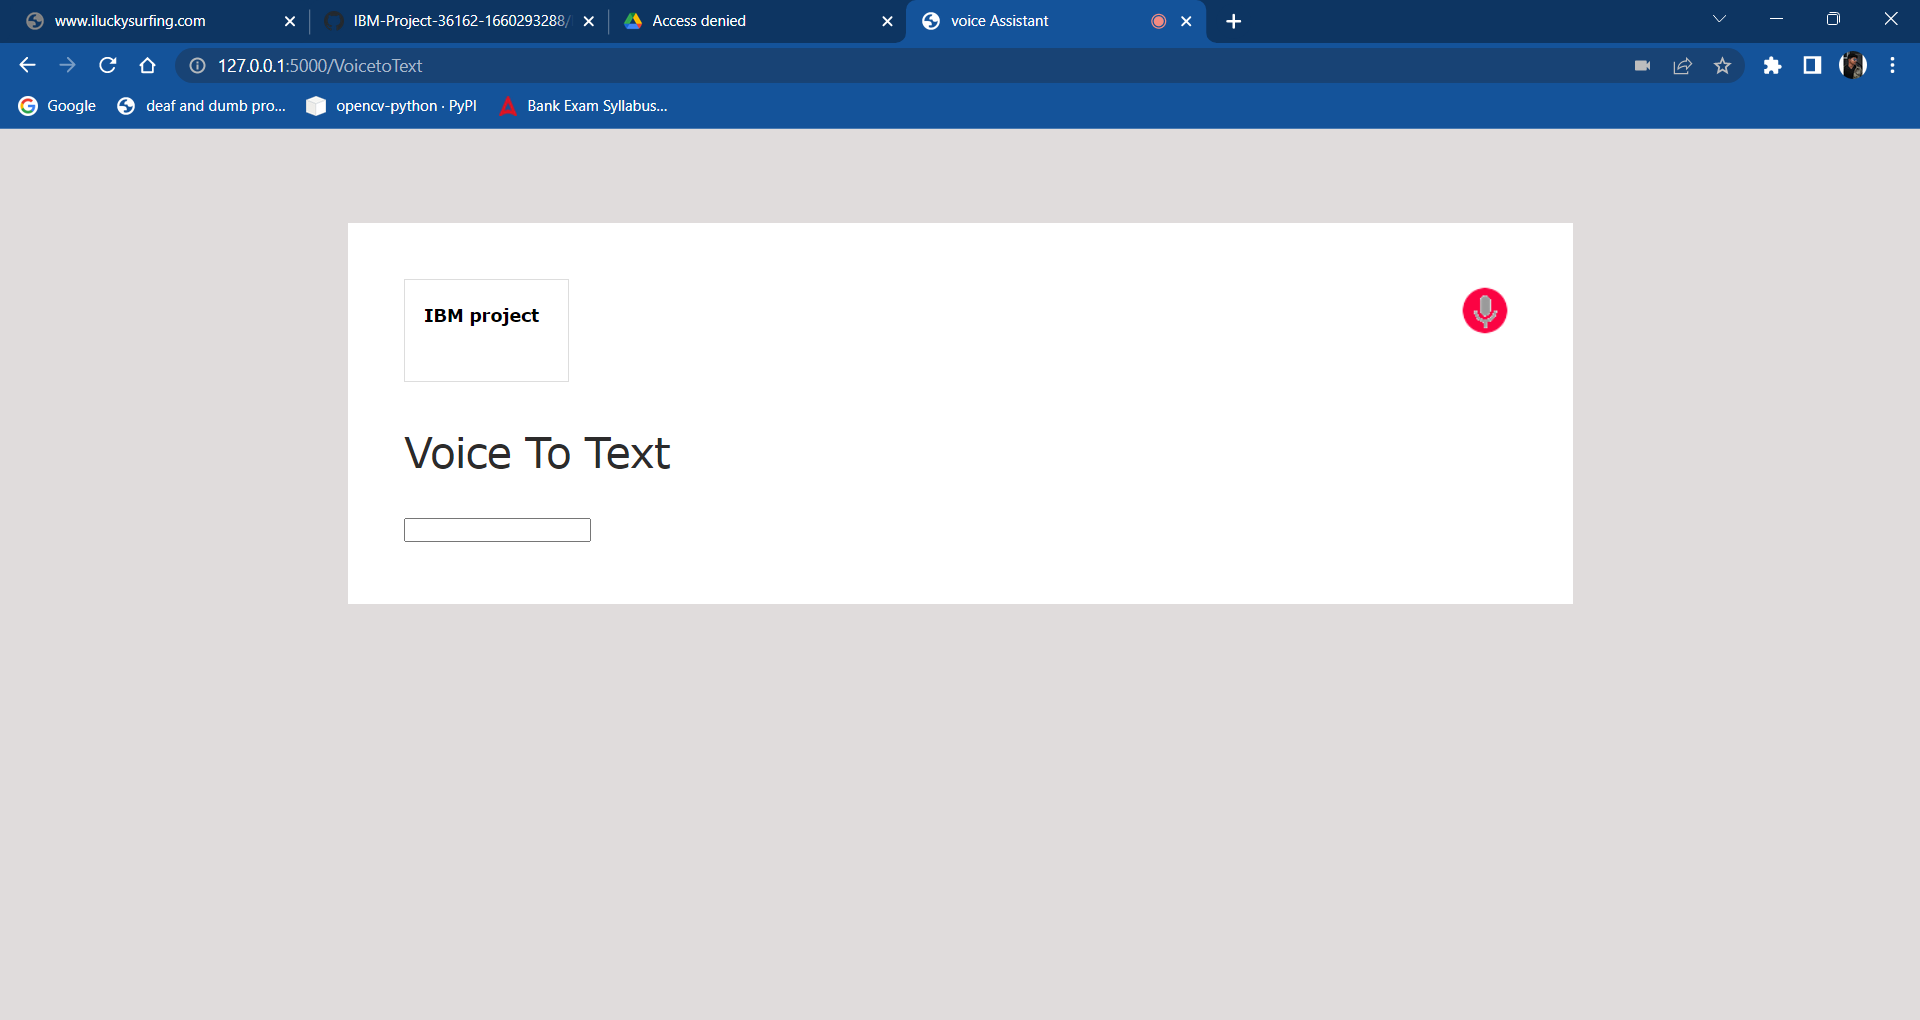 www.iluckysurfing.com
IBM-Project-36162-1660293288/
Access denied
voice Assistant
127.0.0.1:5000/VoicetoText
Google
deaf and dumb pro...
opencv-python · PyPI
Bank Exam Syllabus...
IBM project
Voice To Text